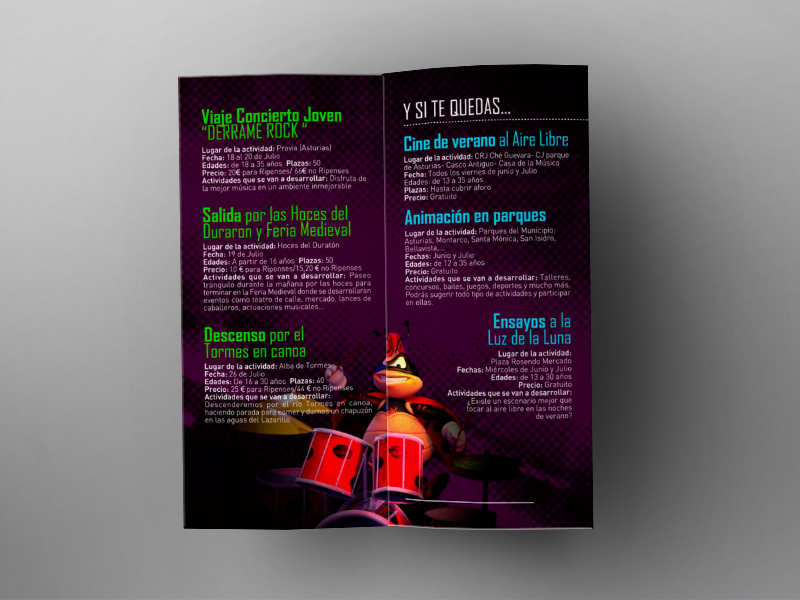 Viaje Concierto Joven
"DERRAME ROCK "
Lugar de la actividad: Pravia (Asturias)
Fecha: 18 al 20 de Julio
Edades: de 18 a 35 años Plazas: 50
Precio: 20€ para Ripenses/ 66€ no Ripenses
Actividades que se van a desarrollar: Disfruta de
la mejor música en un ambiente inmejorable
Salida por las Hoces del
Duraron y Feria Medieval
Lugar de la actividad: Hoces del Duratón
Fecha: 19 de Julio
Edades: A partir de 16 años Plazas: 50
Precio: 10 € para Ripenses/15,20 € no Ripenses
Actividades que se van a desarrollar: Paseo
tranquilo durante la mañana por las hoces para
terminar en la Feria Medieval donde se desarrollaran
eventos como teatro de calle, mercado, lances de
caballeros, actuaciones musicales...
Descenso por el
Tormes en canoa
Lugar de la actividad: Alba de Tormes
Fecha: 26 de Julio
Edades: De 16 a 30 años Plazas: 40
Precio: 25 € para Ripenses/44 € no Ripenses
Actividades que se van a desarrollar:
Descenderemos por el río Tormes en canoa,
haciendo parada para comer y darnos un chapuzón
en las aguas del Lazarillo
Y SI TE QUEDAS...
Cine de verano al Aire Libre
Lugar de la actividad: CRJ Ché Guevara- CJ parque
de Asturias- Casco Antiguo- Casa de la Música
Fecha: Todos los viernes de junio y Julio
Edades: de 13 a 35 años
Plazas: Hasta cubrir aforo
Precio: Gratuito
Animación en parques
Lugar de la actividad: Parques del Municipio:
Asturias, Montarco, Santa Mónica, San Isidro,
Bellavista,...
Fechas: Junio y Julio
Edades: de 12 a 35 años
Precio: Gratuito
Actividades que se van a desarrollar: Talleres,
concursos, bailes, juegos, deportes y mucho más.
Podrás sugerir todo tipo de actividades y participar
en ellas.
Ensayos a la
Luz de la Luna
Lugar de la actividad:
Plaza Rosendo Mercado
Fechas: Miércoles de Junio y Julio
Edades: de 13 a 30 años
Precio: Gratuito
Actividades que se van a desarrollar:
¿Existe un escenario mejor que
tocar al aire libre en las noches
de verano?